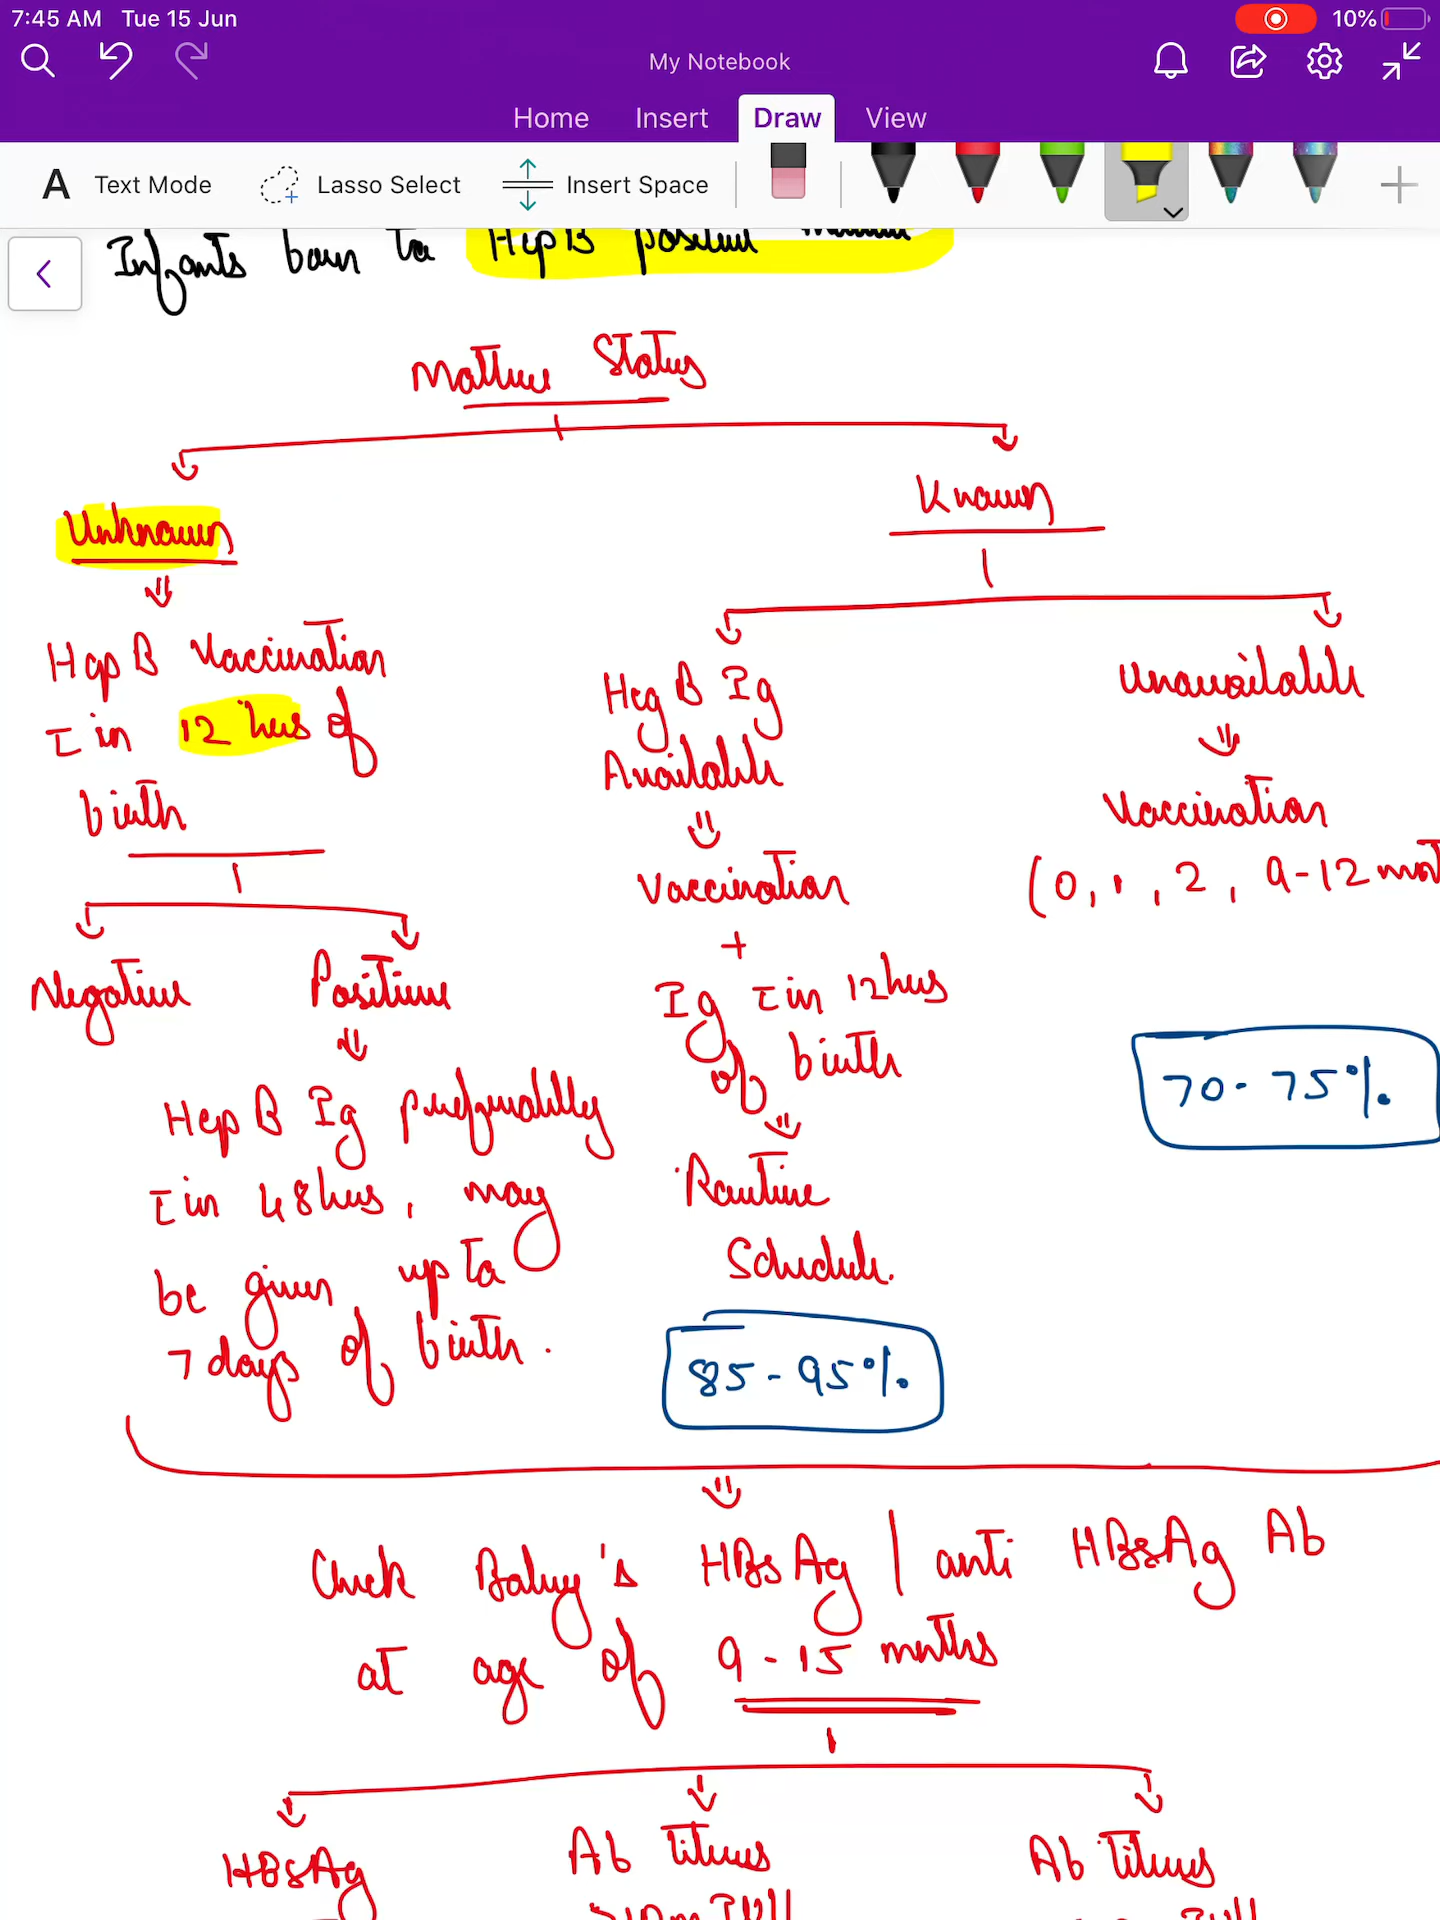 7:45 AM Tue 15 Jun
10%
My Notebook
Home Insert Draw View
A Text Mode Lasso Select Insert Space
Infants born to Hep B positive
Mother Status
Unknown
Known
Hep B Vaccination
in 12 hrs of
birth
Hep B Ig
Available
Unavailable
Vaccination
(0, 1, 2, 9-12
Vaccination
+
Ig in 12 hrs
of birth
Routine
Schedule.
Negative Positive
Hep B Ig preferably
in 48 hrs, may
be given up to
7 days of birth.
70-75%
85-95%
Check Baby's HBsAg / anti HBsAg Ab
at age of 9-15 months
HBsAg
Ab titres
Ab titres